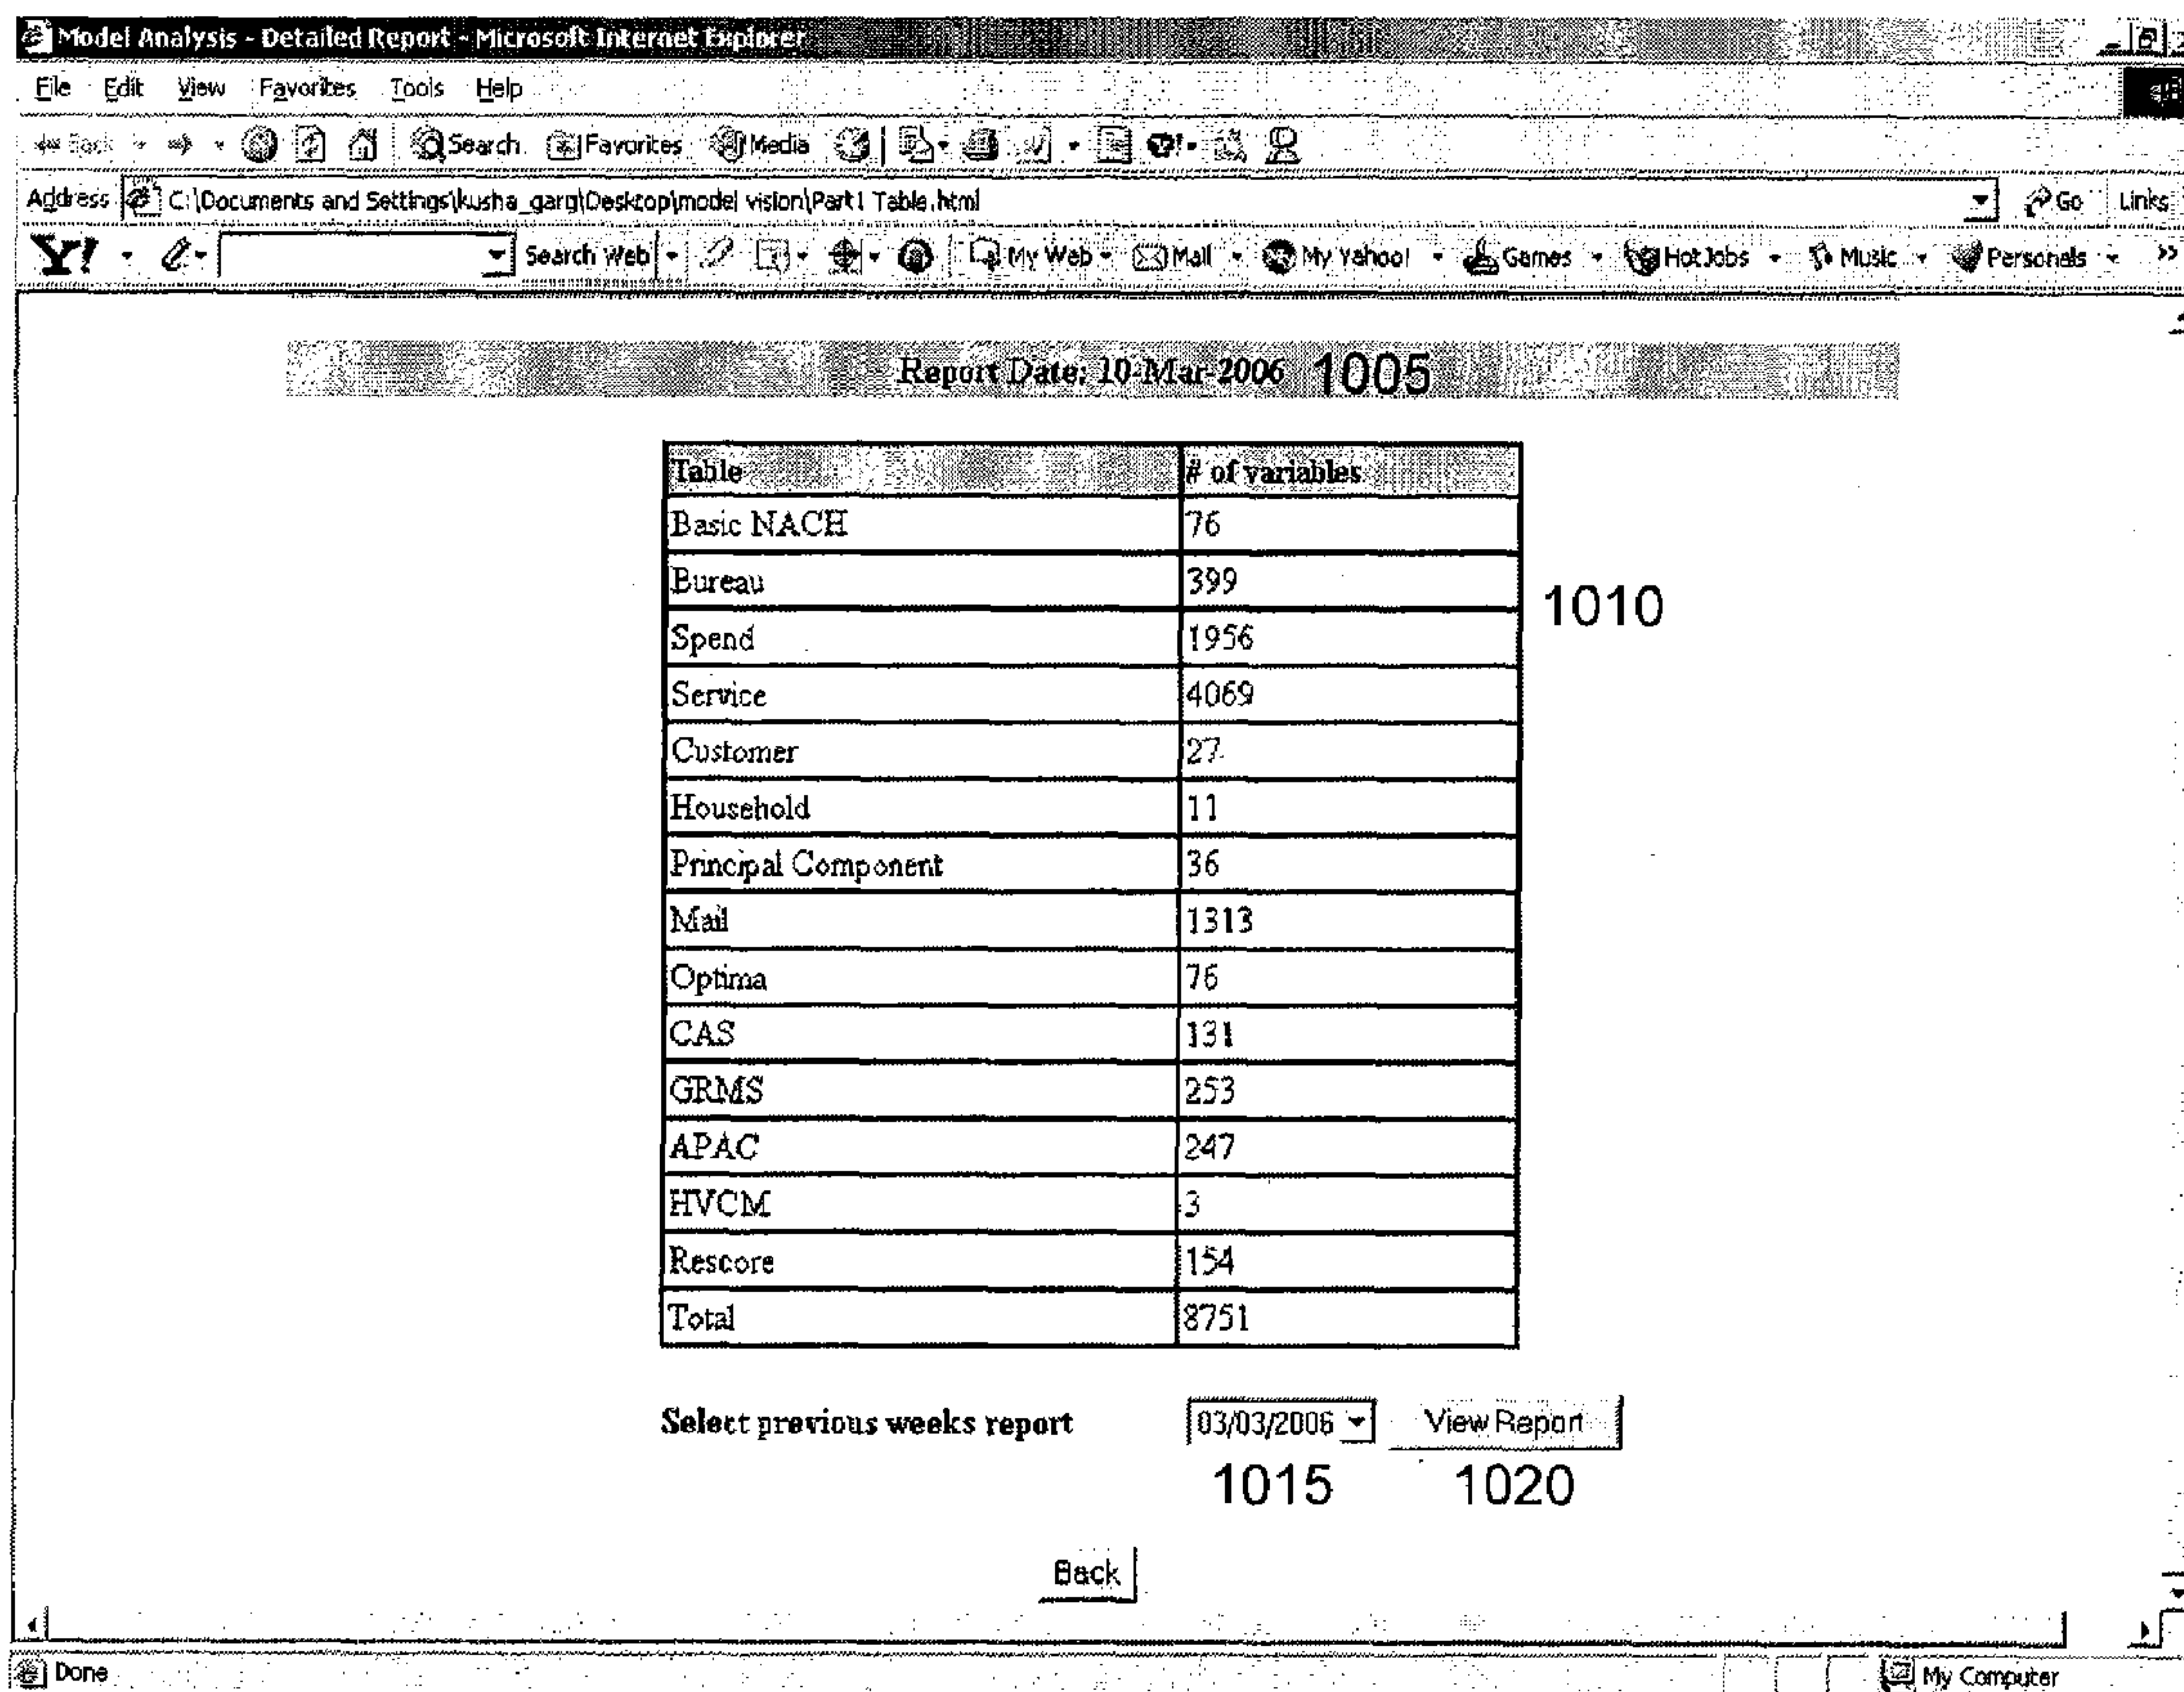 Model Analysis - Detailed Report - Microsoft Internet Explorer
File Edit View Favorites Tools Help
Back Search Favorites Media
Address C:\Documents and Settings\kusha_garg\Desktop\model vision\Part1 Table.html Go Links
Y! Search Web My Web Mail My Yahoo! Games HotJobs Music Personals »
Report Date: 10-Mar-2006 1005
Table # of variables
Basic NACH 76
Bureau 399
1010
Spend 1956
Service 4069
Customer 27
Household 11
Principal Component 36
Mail 1313
Optima 76
CAS 131
GRMS 253
APAC 247
HVCM 3
Rescore 154
Total 8751
Select previous weeks report 03/03/2006 View Report
1015 1020
Back
Done My Computer